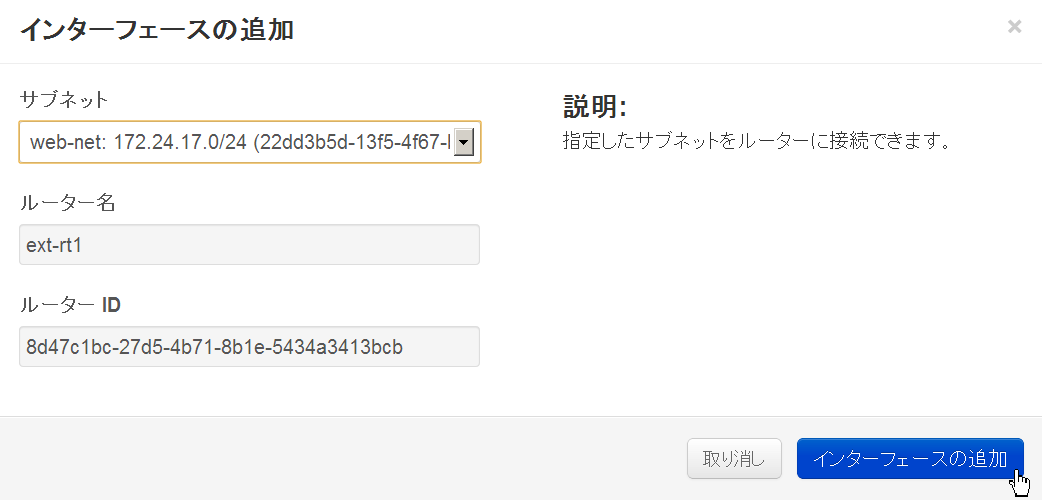 インターフェースの追加
×
サブネット
web-net: 172.24.17.0/24 (22dd3b5d-13f5-4f67-
ルーター名
ext-rt1
ルーター ID
8d47c1bc-27d5-4b71-8b1e-5434a3413bcb
説明:
指定したサブネットをルーターに接続できます。
取り消し
インターフェースの追加